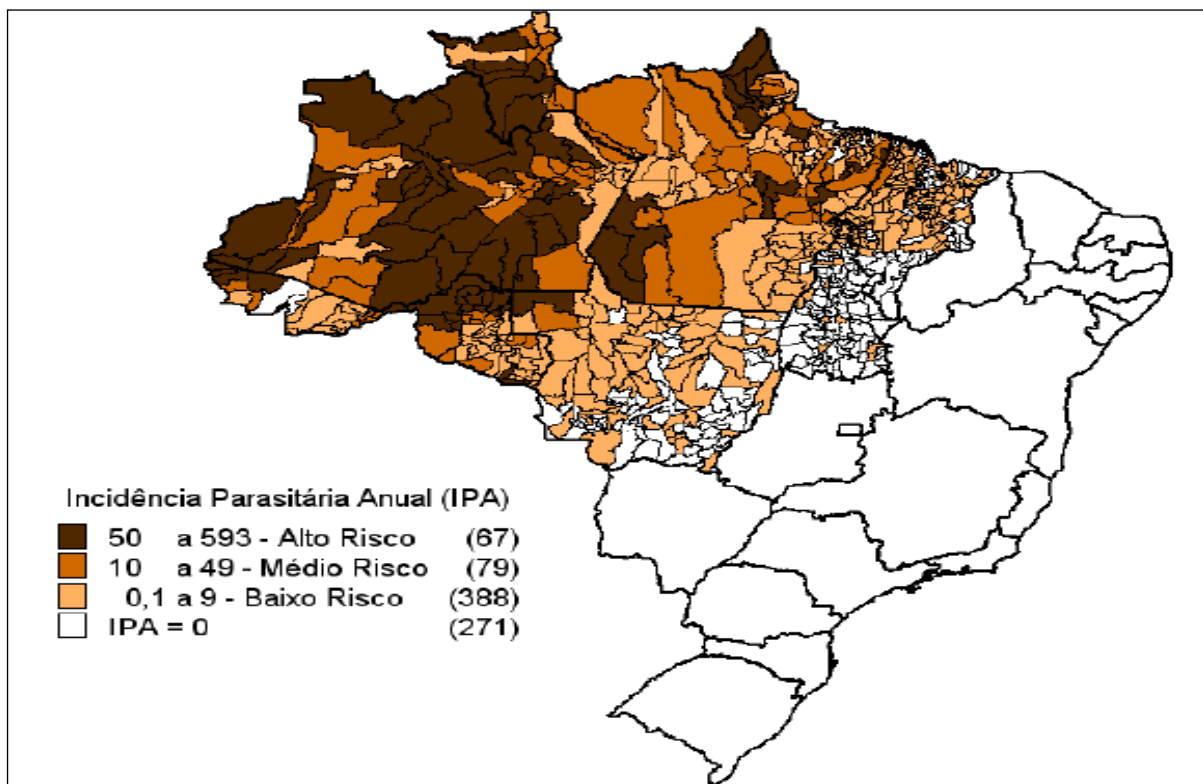 Incidência Parasitária Anual (IPA)
50 a 593 - Alto Risco (67)
10 a 49 - Médio Risco (79)
0,1 a 9 - Baixo Risco (388)
IPA = 0 (271)